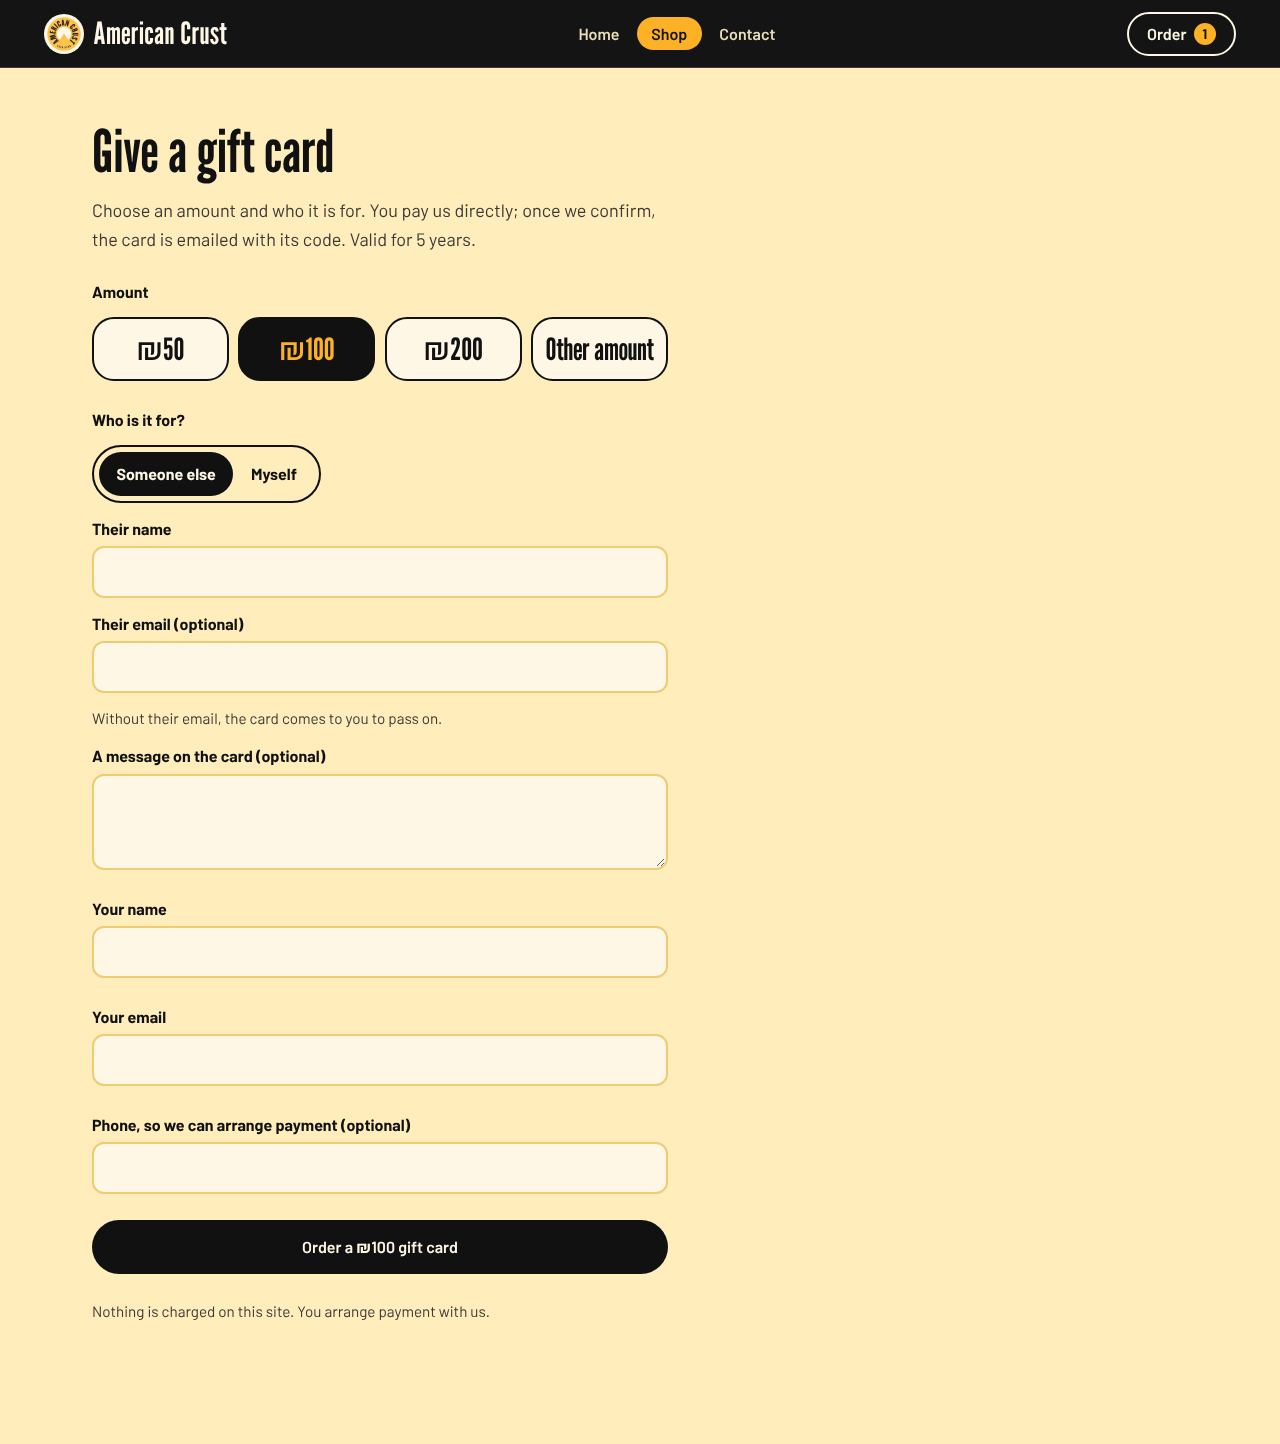 AMERICAN CRUST
American Crust
Home
Shop
Contact
Order 1
Give a gift card
Choose an amount and who it is for. You pay us directly; once we confirm,
the card is emailed with its code. Valid for 5 years.
Amount
₪50
₪100
₪200
Other amount
Who is it for?
Someone else
Myself
Their name
Their email (optional)
Without their email, the card comes to you to pass on.
A message on the card (optional)
Your name
Your email
Phone, so we can arrange payment (optional)
Order a ₪100 gift card
Nothing is charged on this site. You arrange payment with us.